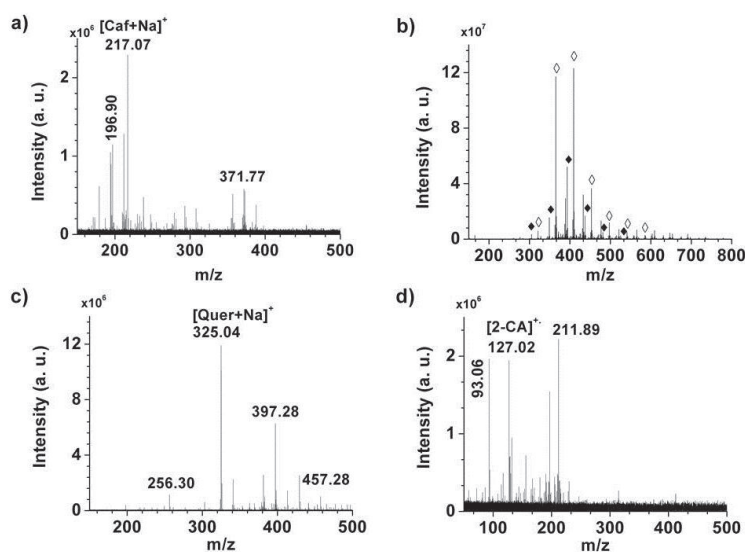 a)
x10⁶
[Caf+Na]⁺
217.07
196.90
371.77
2
1
0
200
300
400
500
m/z
Intensity (a. u.)
b)
x10⁷
12
8
4
0
200 300 400 500 600 700 800
m/z
Intensity (a. u.)
c)
x10⁶
[Quer+Na]⁺
325.04
397.28
256.30
457.28
12
8
4
0
200
300
400
500
m/z
Intensity (a. u.)
d)
x10⁶
[2-CA]⁺·
211.89
127.02
93.06
2
1
0
100
200
300
400
500
m/z
Intensity (a. u.)